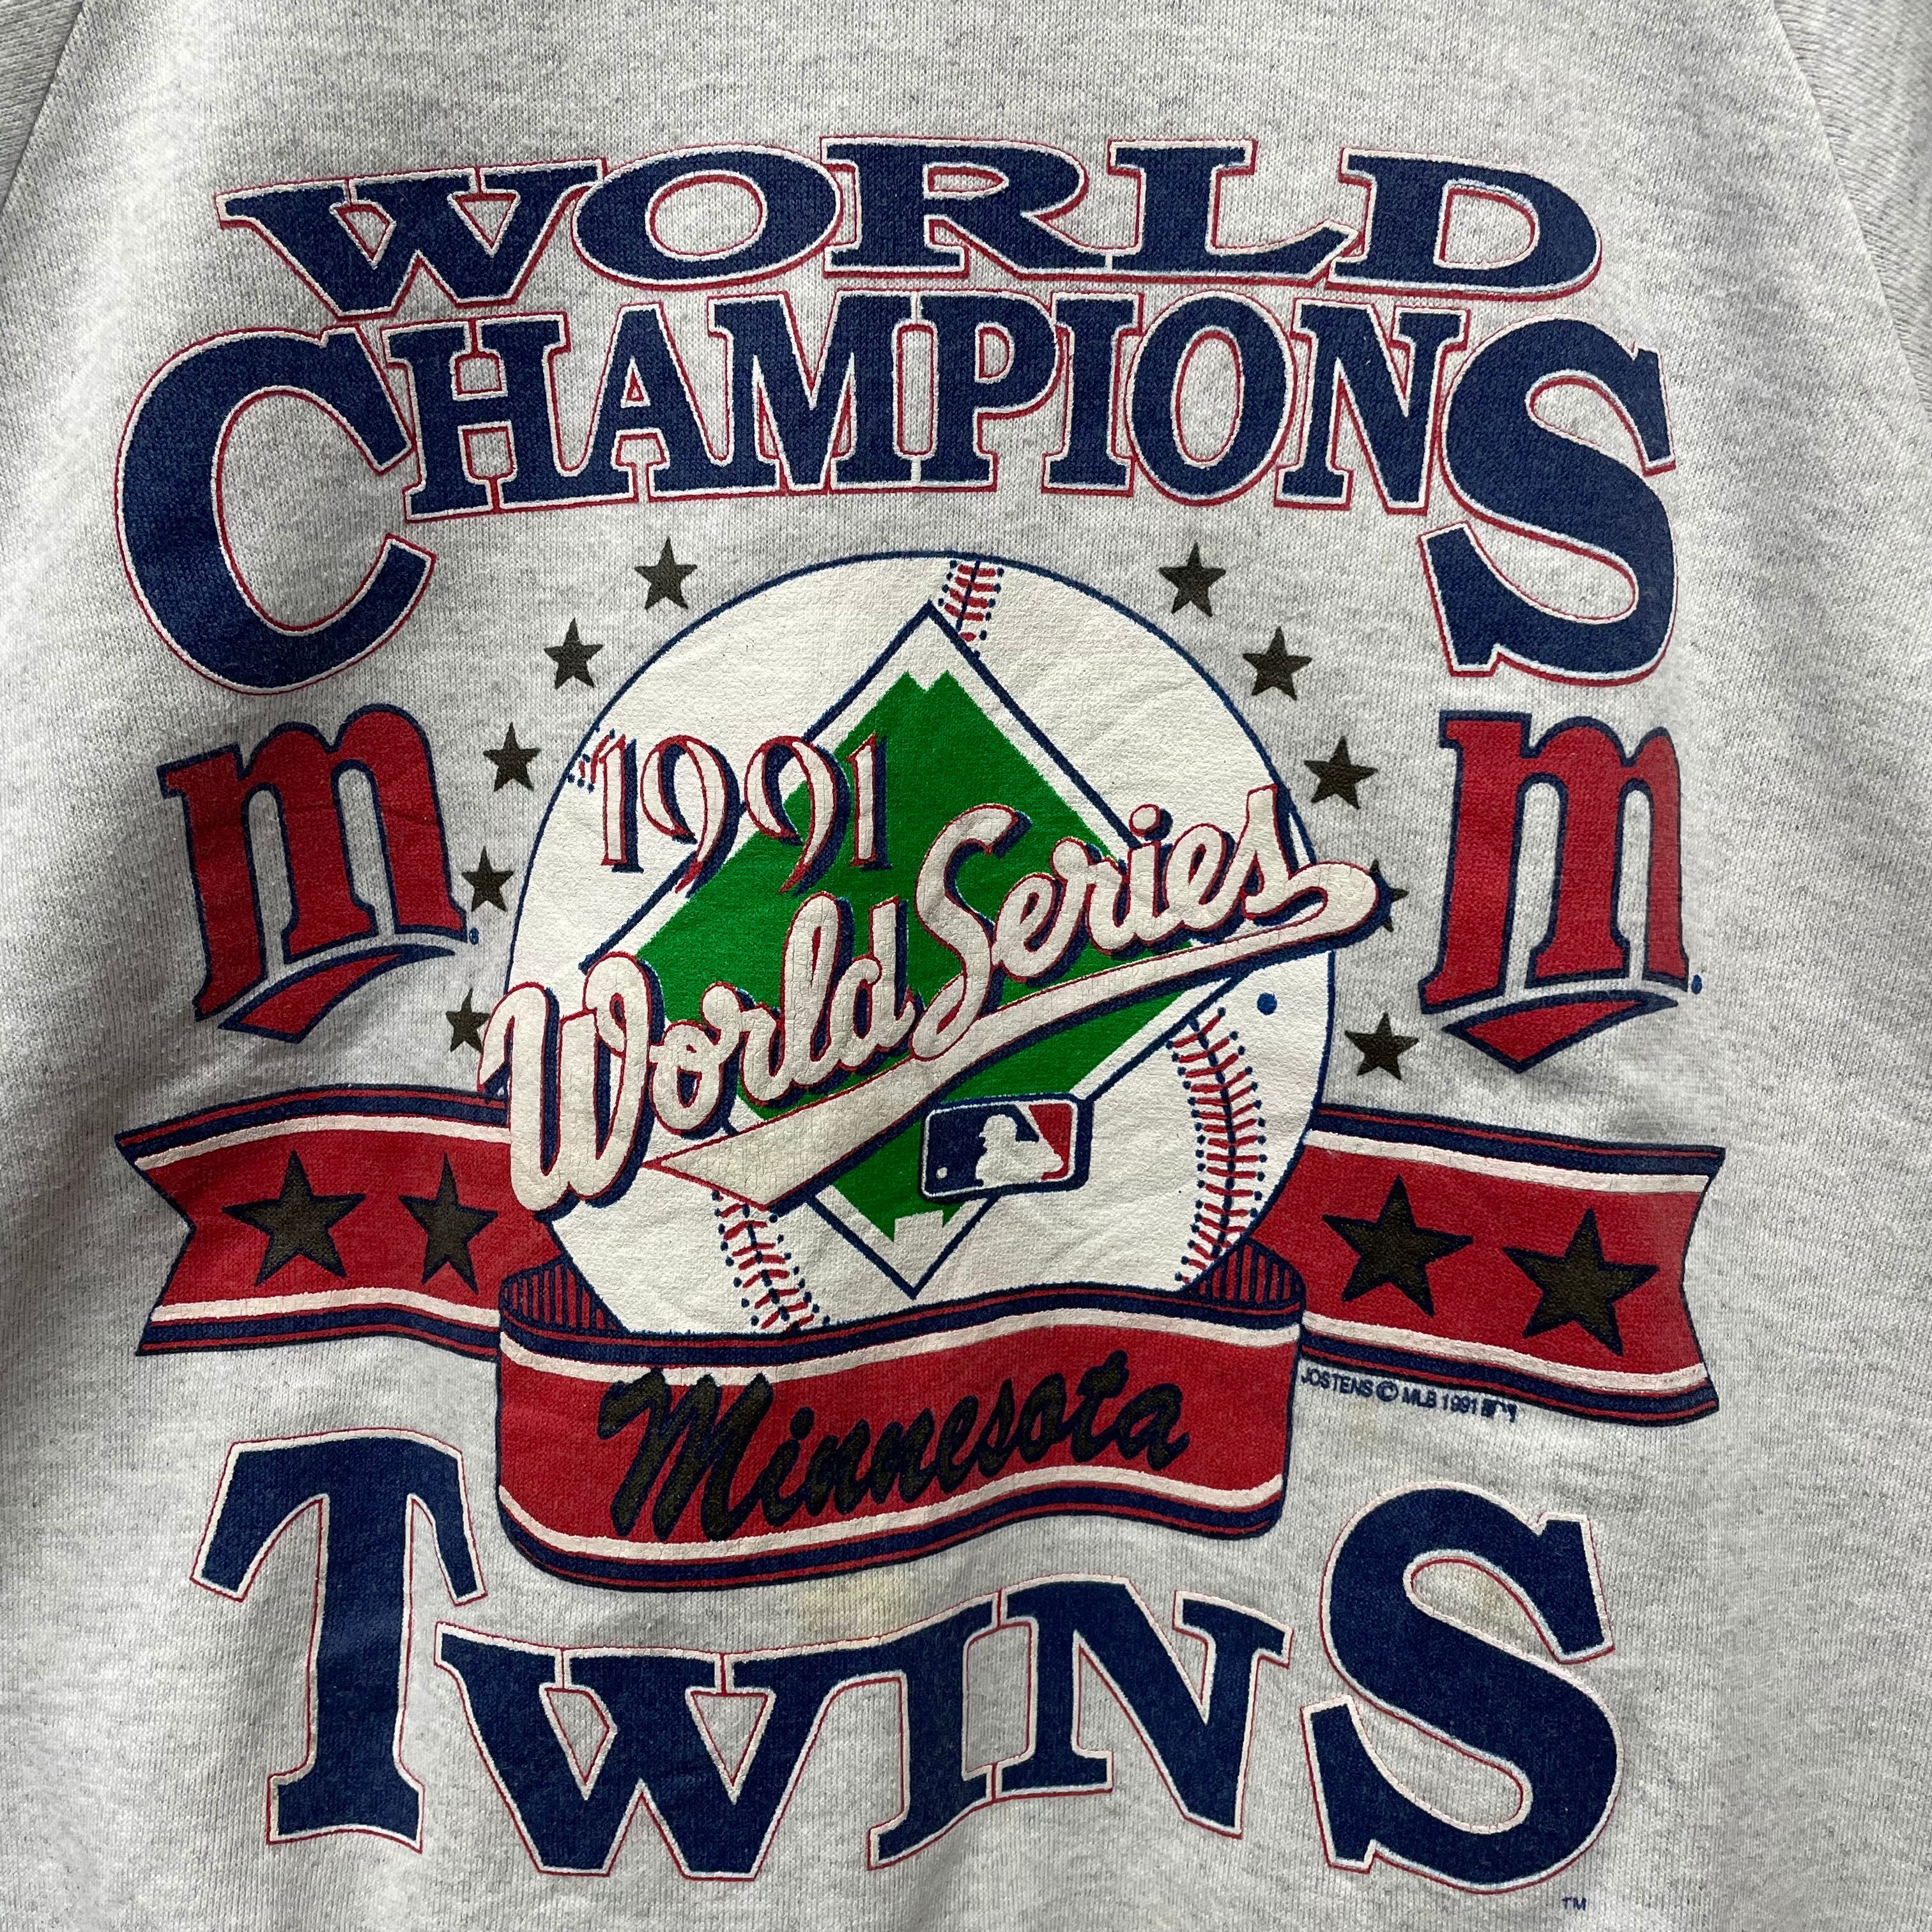 WORLD
CHAMPIONS
m m
1991
World Series
Minnesota
JOSTENS © MLB 1991
TWINS
TM